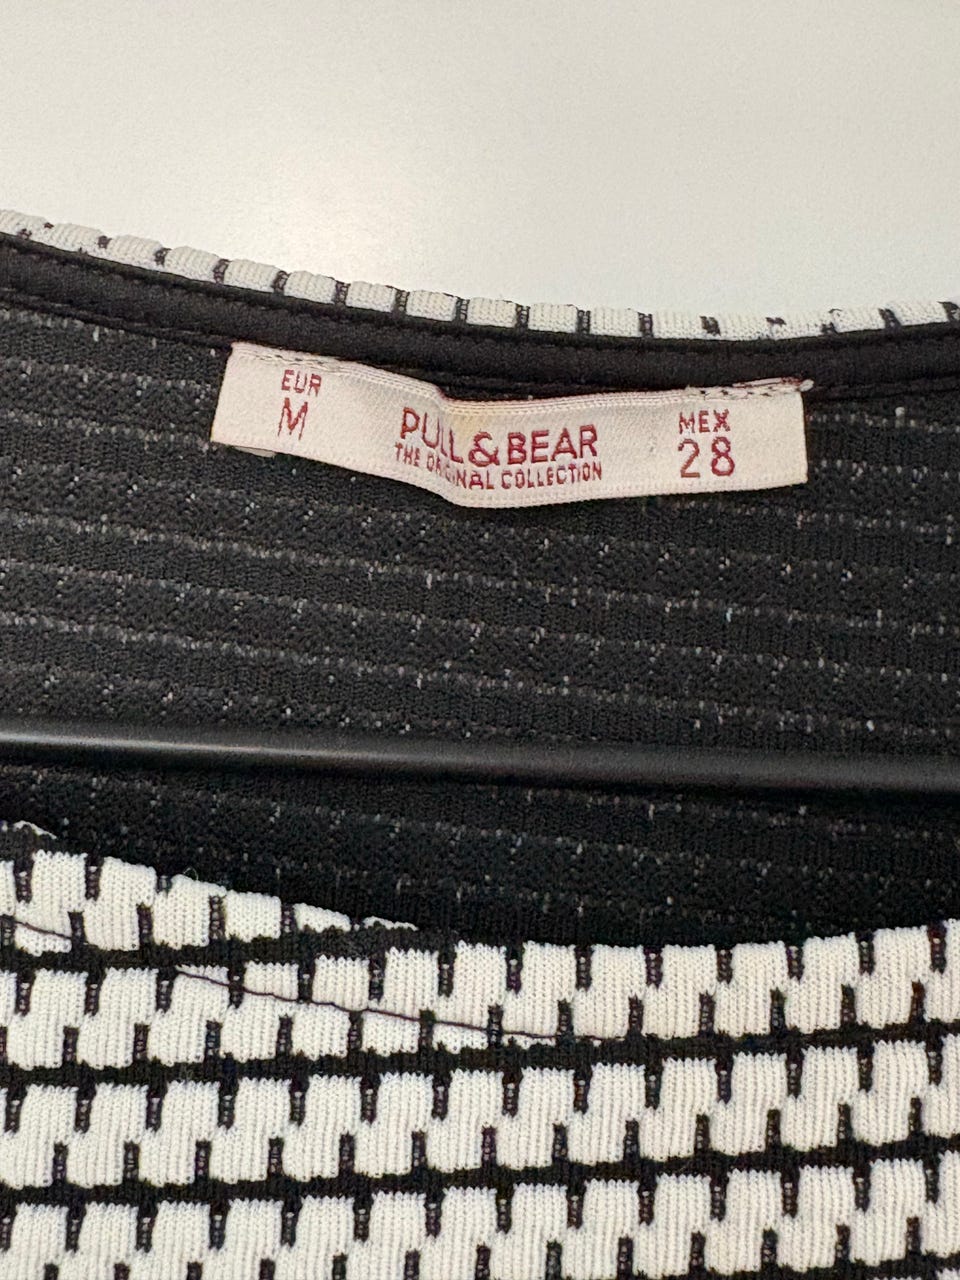 EUR
M
PULL&BEAR
THE ORIGINAL COLLECTION
MEX
28